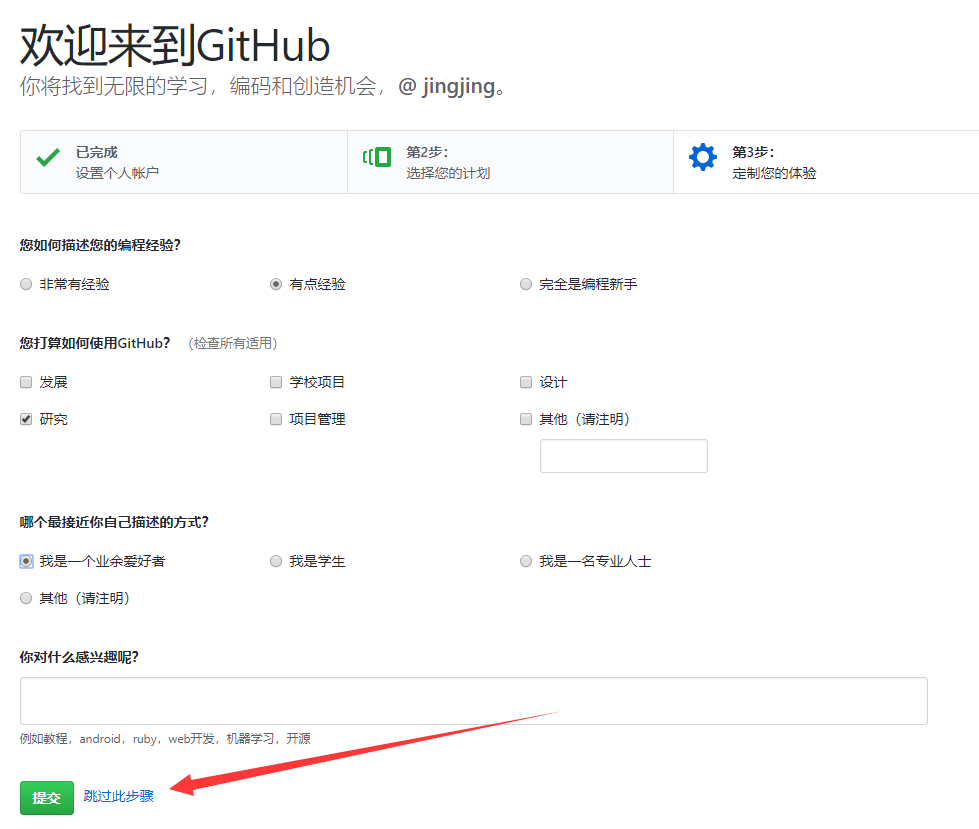 欢迎来到GitHub
你将找到无限的学习，编码和创造机会，@ jingjing。
已完成
设置个人帐户
第2步：
选择您的计划
第3步：
定制您的体验
您如何描述您的编程经验？
非常有经验 有点经验 完全是编程新手
您打算如何使用GitHub？ （检查所有适用）
发展 学校项目 设计
研究 项目管理 其他（请注明）
哪个最接近你自己描述的方式？
我是一个业余爱好者 我是学生 我是一名专业人士
其他（请注明）
你对什么感兴趣呢？
例如教程，android，ruby，web开发，机器学习，开源
提交 跳过此步骤